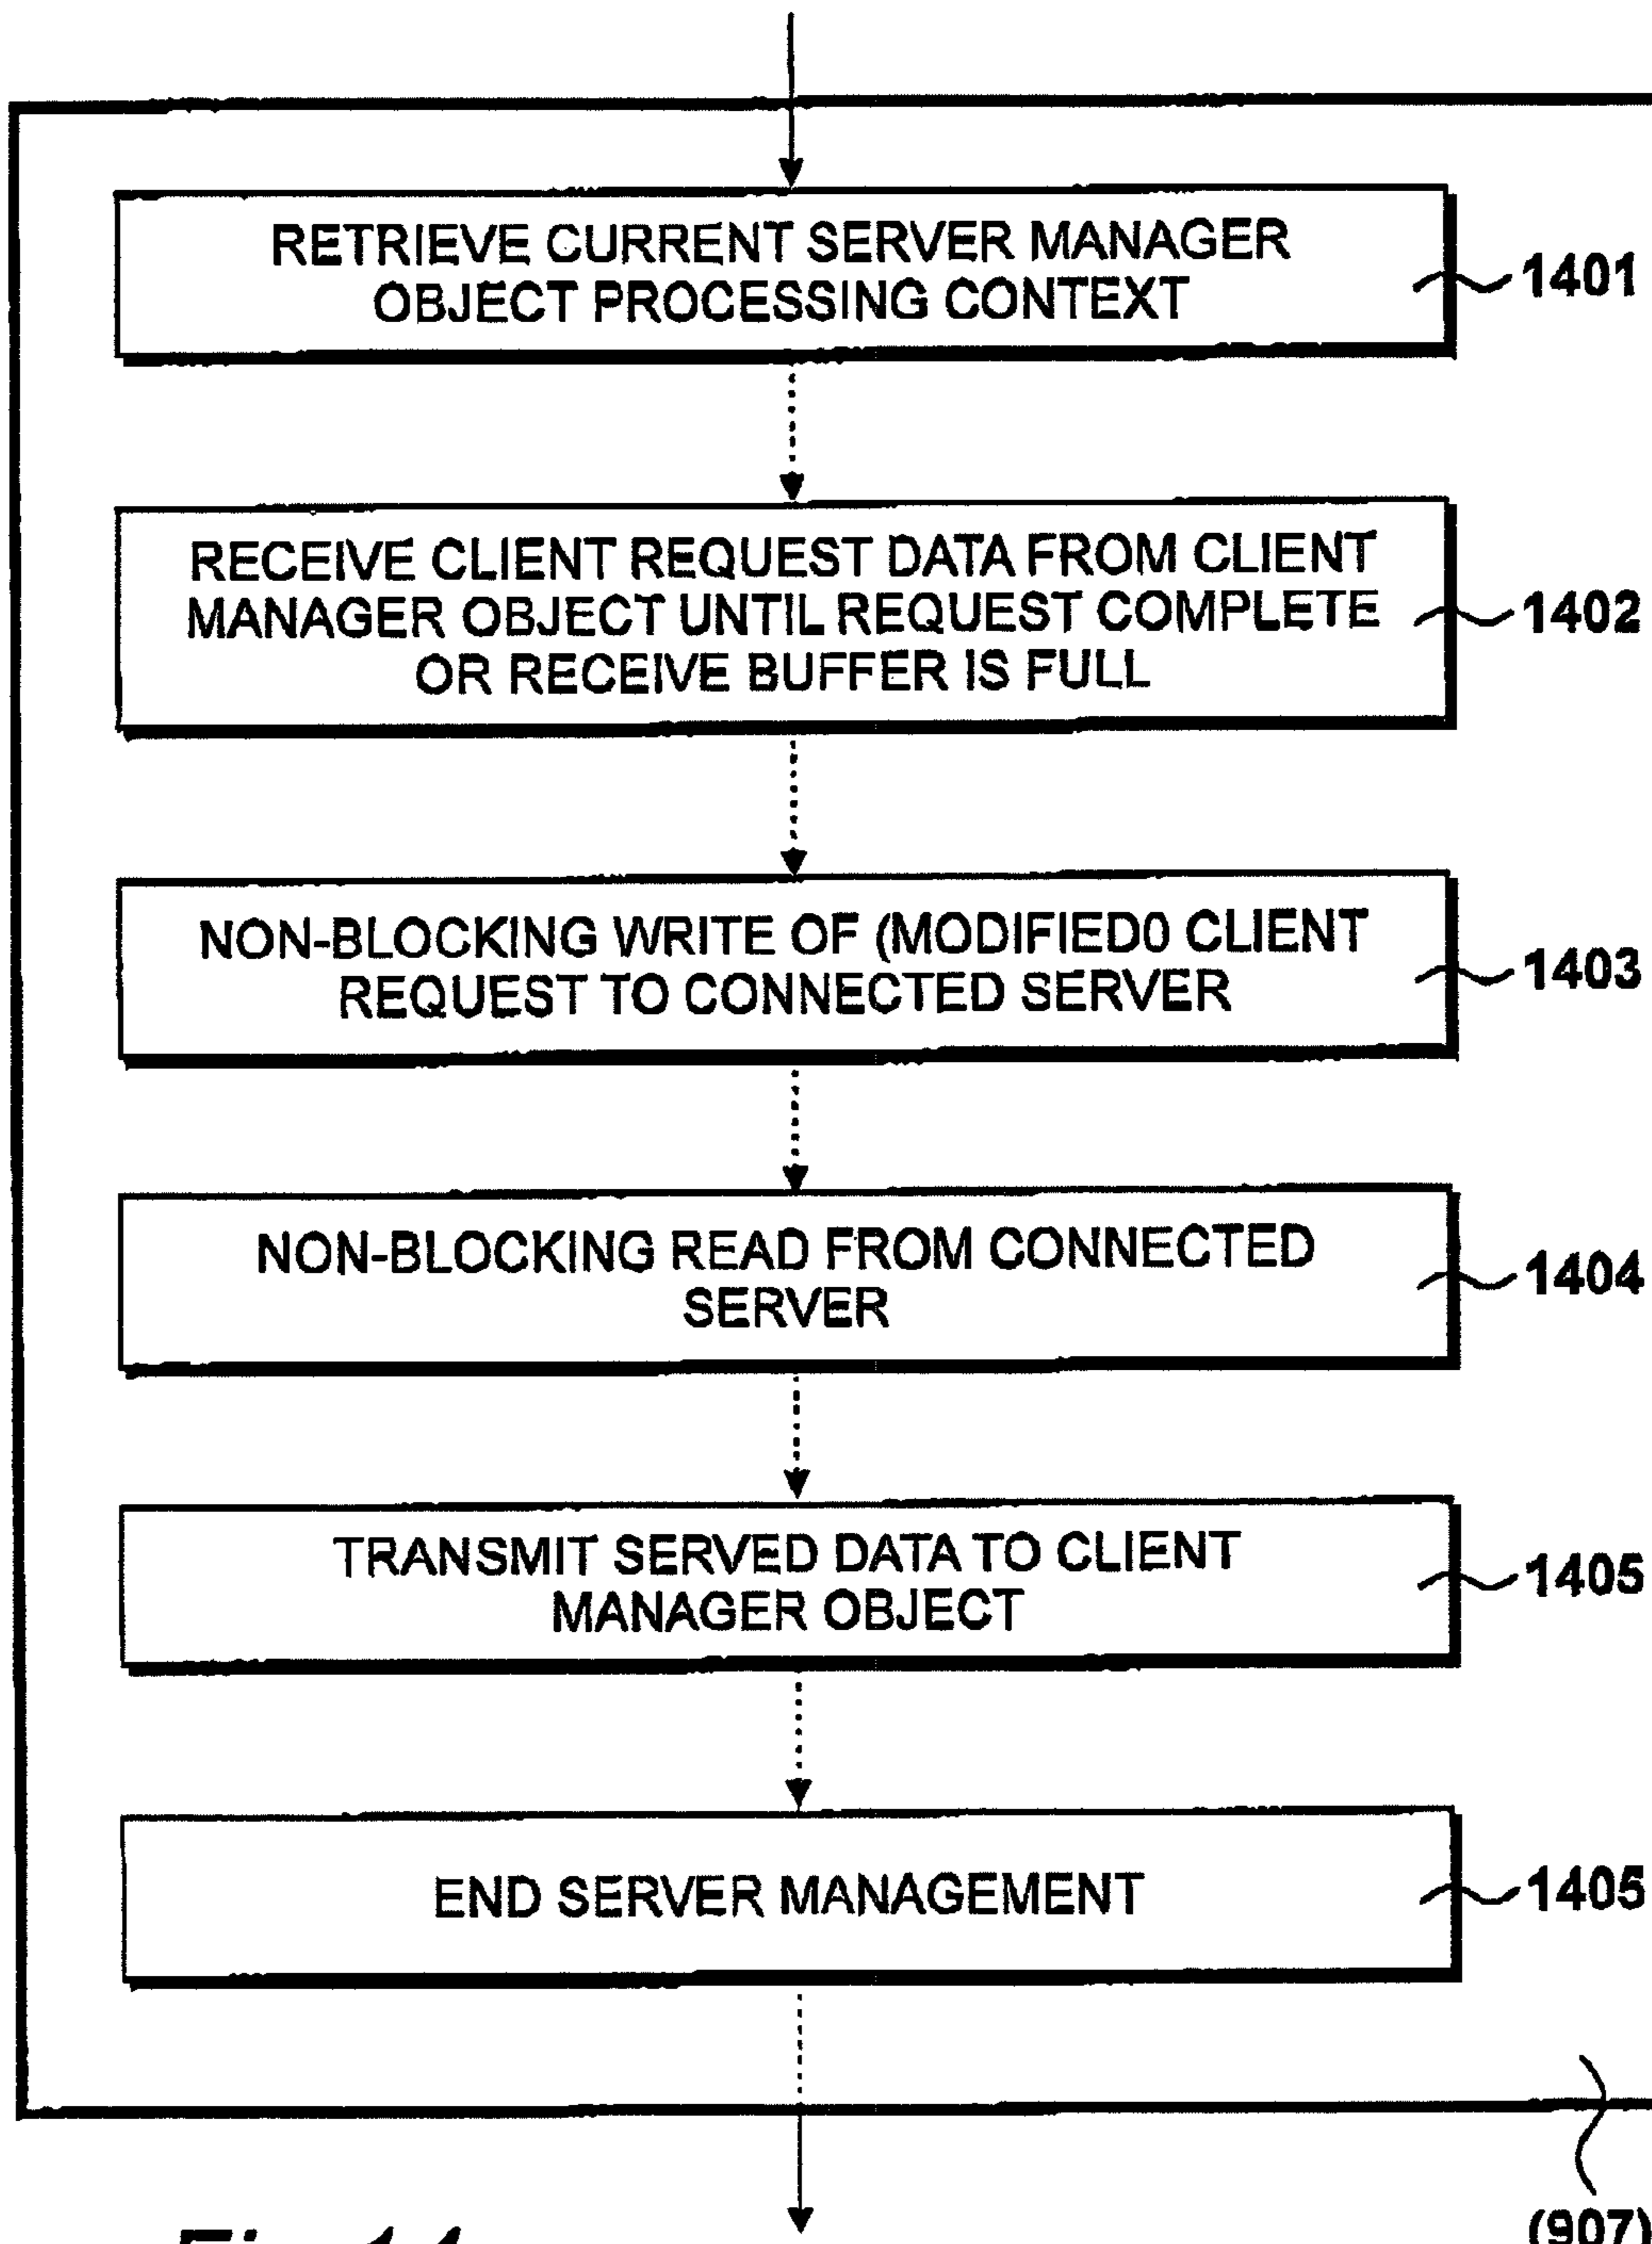 RETRIEVE CURRENT SERVER MANAGER
OBJECT PROCESSING CONTEXT
1401
RECEIVE CLIENT REQUEST DATA FROM CLIENT
MANAGER OBJECT UNTIL REQUEST COMPLETE
OR RECEIVE BUFFER IS FULL
1402
NON-BLOCKING WRITE OF (MODIFIED0 CLIENT
REQUEST TO CONNECTED SERVER
1403
NON-BLOCKING READ FROM CONNECTED
SERVER
1404
TRANSMIT SERVED DATA TO CLIENT
MANAGER OBJECT
1405
END SERVER MANAGEMENT
1405
(907)